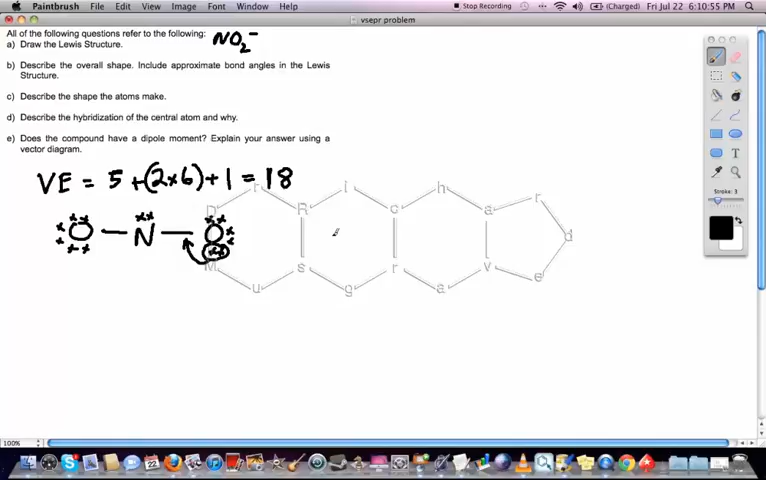 Paintbrush File Edit View Image Font Window Help Stop Recording (Charged) Fri Jul 22 6:10:55 PM
vsepr problem
All of the following questions refer to the following: NO₂⁻
a) Draw the Lewis Structure.
b) Describe the overall shape. Include approximate bond angles in the Lewis
Structure.
c) Describe the shape the atoms make.
d) Describe the hybridization of the central atom and why.
e) Does the compound have a dipole moment? Explain your answer using a
vector diagram.
VE = 5 + (2x6) + 1 = 18
O — N — O
D r R i c h a r d
M u s g r a v e
T
Stroke: 3
100%
22